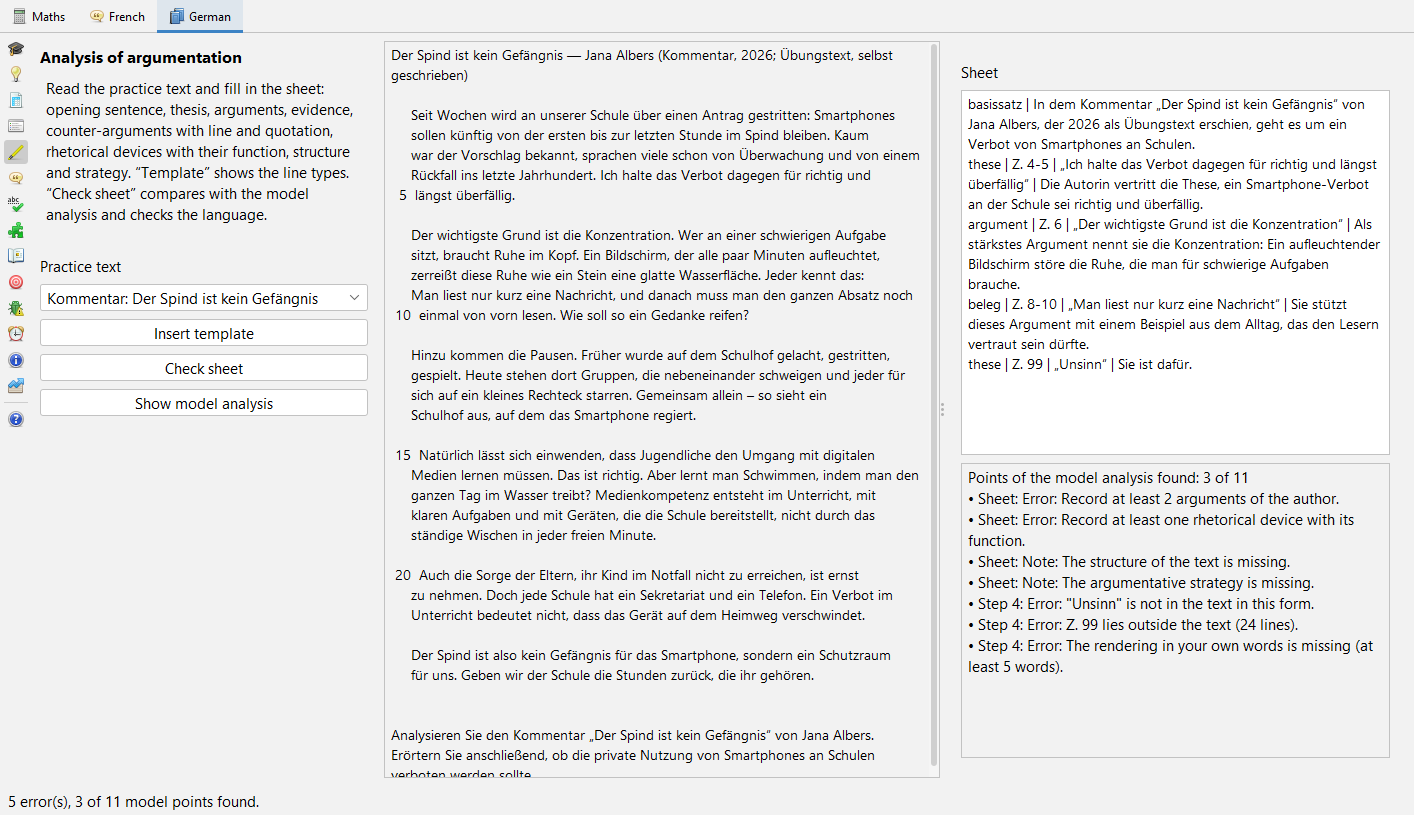 Maths
French
German
Analysis of argumentation
Read the practice text and fill in the sheet:
opening sentence, thesis, arguments, evidence,
counter-arguments with line and quotation,
rhetorical devices with their function, structure
and strategy. “Template” shows the line types.
“Check sheet” compares with the model
analysis and checks the language.
Practice text
Kommentar: Der Spind ist kein Gefängnis
Insert template
Check sheet
Show model analysis
Der Spind ist kein Gefängnis — Jana Albers (Kommentar, 2026; Übungstext, selbst
geschrieben)
Seit Wochen wird an unserer Schule über einen Antrag gestritten: Smartphones
sollen künftig von der ersten bis zur letzten Stunde im Spind bleiben. Kaum
war der Vorschlag bekannt, sprachen viele schon von Überwachung und von einem
Rückfall ins letzte Jahrhundert. Ich halte das Verbot dagegen für richtig und
5 längst überfällig.
Der wichtigste Grund ist die Konzentration. Wer an einer schwierigen Aufgabe
sitzt, braucht Ruhe im Kopf. Ein Bildschirm, der alle paar Minuten aufleuchtet,
zerreißt diese Ruhe wie ein Stein eine glatte Wasserfläche. Jeder kennt das:
Man liest nur kurz eine Nachricht, und danach muss man den ganzen Absatz noch
10 einmal von vorn lesen. Wie soll so ein Gedanke reifen?
Hinzu kommen die Pausen. Früher wurde auf dem Schulhof gelacht, gestritten,
gespielt. Heute stehen dort Gruppen, die nebeneinander schweigen und jeder für
sich auf ein kleines Rechteck starren. Gemeinsam allein – so sieht ein
Schulhof aus, auf dem das Smartphone regiert.
15 Natürlich lässt sich einwenden, dass Jugendliche den Umgang mit digitalen
Medien lernen müssen. Das ist richtig. Aber lernt man Schwimmen, indem man den
ganzen Tag im Wasser treibt? Medienkompetenz entsteht im Unterricht, mit
klaren Aufgaben und mit Geräten, die die Schule bereitstellt, nicht durch das
ständige Wischen in jeder freien Minute.
20 Auch die Sorge der Eltern, ihr Kind im Notfall nicht zu erreichen, ist ernst
zu nehmen. Doch jede Schule hat ein Sekretariat und ein Telefon. Ein Verbot im
Unterricht bedeutet nicht, dass das Gerät auf dem Heimweg verschwindet.
Der Spind ist also kein Gefängnis für das Smartphone, sondern ein Schutzraum
für uns. Geben wir der Schule die Stunden zurück, die ihr gehören.
Analysieren Sie den Kommentar „Der Spind ist kein Gefängnis“ von Jana Albers.
Erörtern Sie anschließend, ob die private Nutzung von Smartphones an Schulen
verboten werden sollte.
Sheet
basissatz | In dem Kommentar „Der Spind ist kein Gefängnis“ von
Jana Albers, der 2026 als Übungstext erschien, geht es um ein
Verbot von Smartphones an Schulen.
these | Z. 4-5 | „Ich halte das Verbot dagegen für richtig und längst
überfällig“ | Die Autorin vertritt die These, ein Smartphone-Verbot
an der Schule sei richtig und überfällig.
argument | Z. 6 | „Der wichtigste Grund ist die Konzentration“ | Als
stärkstes Argument nennt sie die Konzentration: Ein aufleuchtender
Bildschirm störe die Ruhe, die man für schwierige Aufgaben
brauche.
beleg | Z. 8-10 | „Man liest nur kurz eine Nachricht“ | Sie stützt
dieses Argument mit einem Beispiel aus dem Alltag, das den Lesern
vertraut sein dürfte.
these | Z. 99 | „Unsinn“ | Sie ist dafür.
Points of the model analysis found: 3 of 11
• Sheet: Error: Record at least 2 arguments of the author.
• Sheet: Error: Record at least one rhetorical device with its
function.
• Sheet: Note: The structure of the text is missing.
• Sheet: Note: The argumentative strategy is missing.
• Step 4: Error: "Unsinn" is not in the text in this form.
• Step 4: Error: Z. 99 lies outside the text (24 lines).
• Step 4: Error: The rendering in your own words is missing (at
least 5 words).
5 error(s), 3 of 11 model points found.